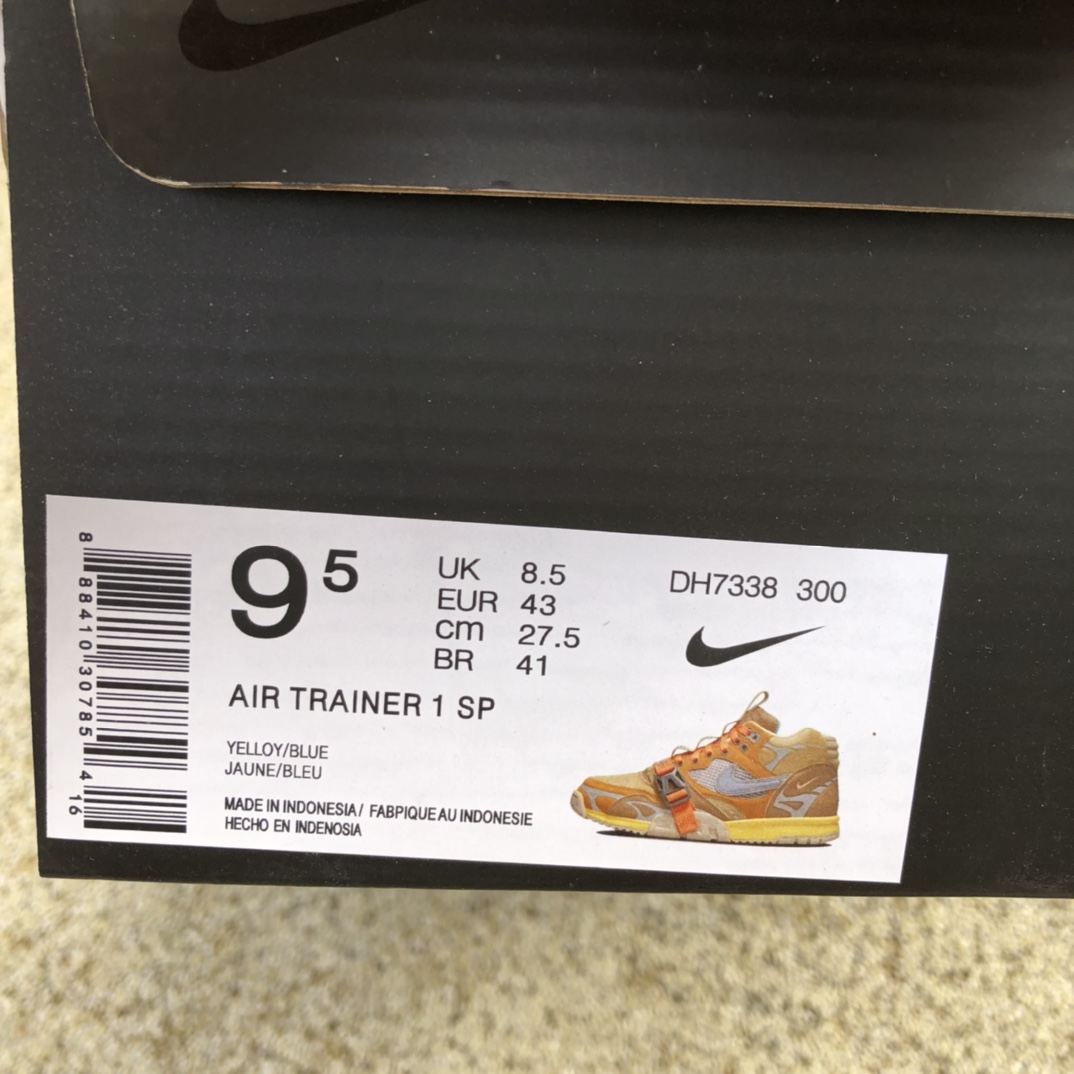 9⁵
UK 8.5
EUR 43
cm 27.5
BR 41
DH7338 300
AIR TRAINER 1 SP
YELLOY/BLUE
JAUNE/BLEU
MADE IN INDONESIA / FABPIQUE AU INDONESIE
HECHO EN INDENOSIA
8 88410 30785 4 16